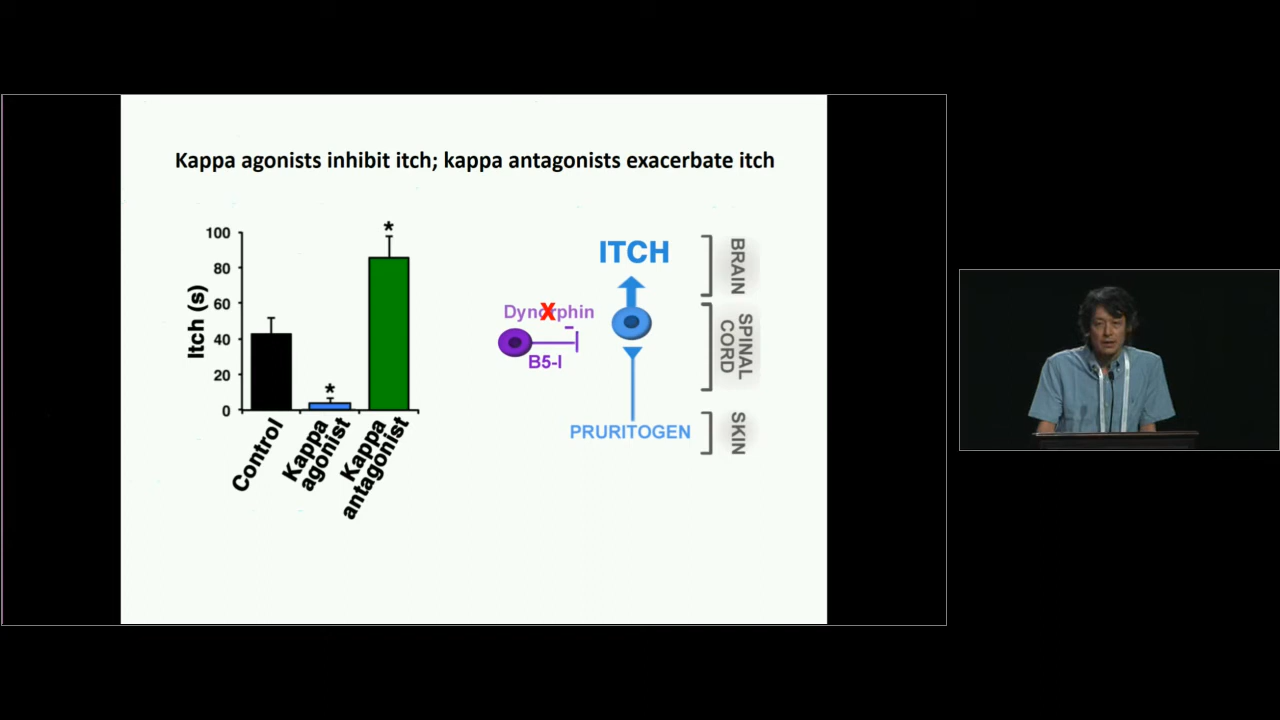 Kappa agonists inhibit itch; kappa antagonists exacerbate itch
Itch (s)
100
80
60
40
20
0
*
*
Control
Kappa
agonist
Kappa
antagonist
ITCH
Dynorphin
X
B5-I
PRURITOGEN
BRAIN
SPINAL
CORD
SKIN